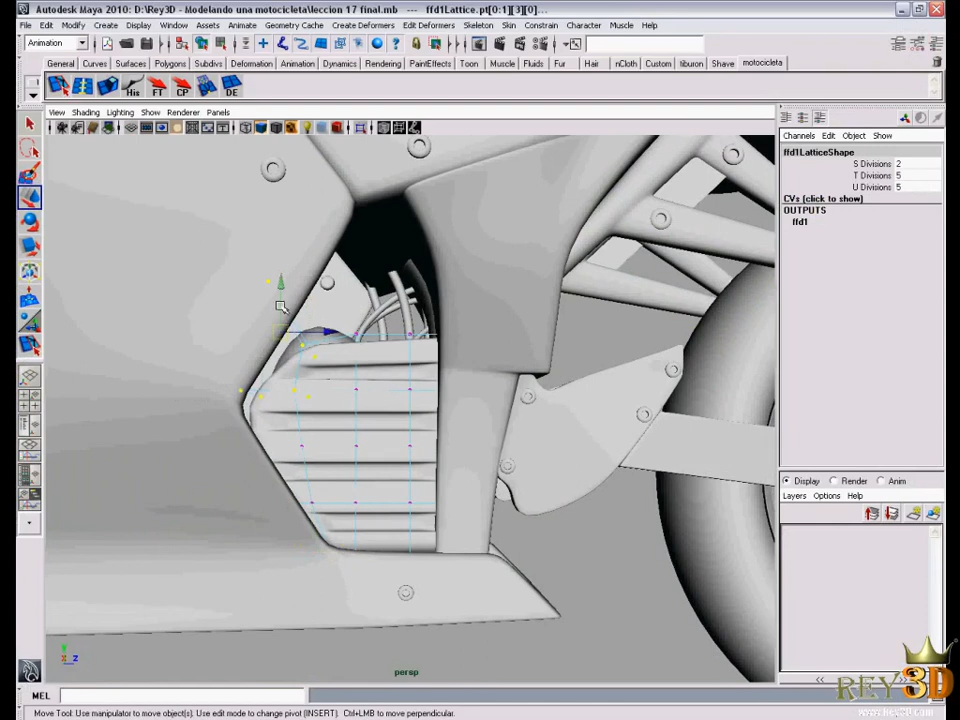 Autodesk Maya 2010: D:\Rey3D - Modelando una motocicleta\leccion 17 final.mb --- ffd1Lattice.pt[0:1][3][0]...
File Edit Modify Create Display Window Assets Animate Geometry Cache Create Deformers Edit Deformers Skeleton Skin Constrain Character Muscle Help
Animation
General Curves Surfaces Polygons Subdivs Deformation Animation Dynamics Rendering PaintEffects Toon Muscle Fluids Fur Hair nCloth Custom tiburon Shave motocicleta
His FT CP DE
View Shading Lighting Show Renderer Panels
Channels Edit Object Show
ffd1LatticeShape
S Divisions 2
T Divisions 5
U Divisions 5
CVs (click to show)
OUTPUTS
ffd1
Display Render Anim
Layers Options Help
persp
REY3D
www.rey3d.com
MEL
Move Tool: Use manipulator to move object(s). Use edit mode to change pivot (INSERT). Ctrl+LMB to move perpendicular.